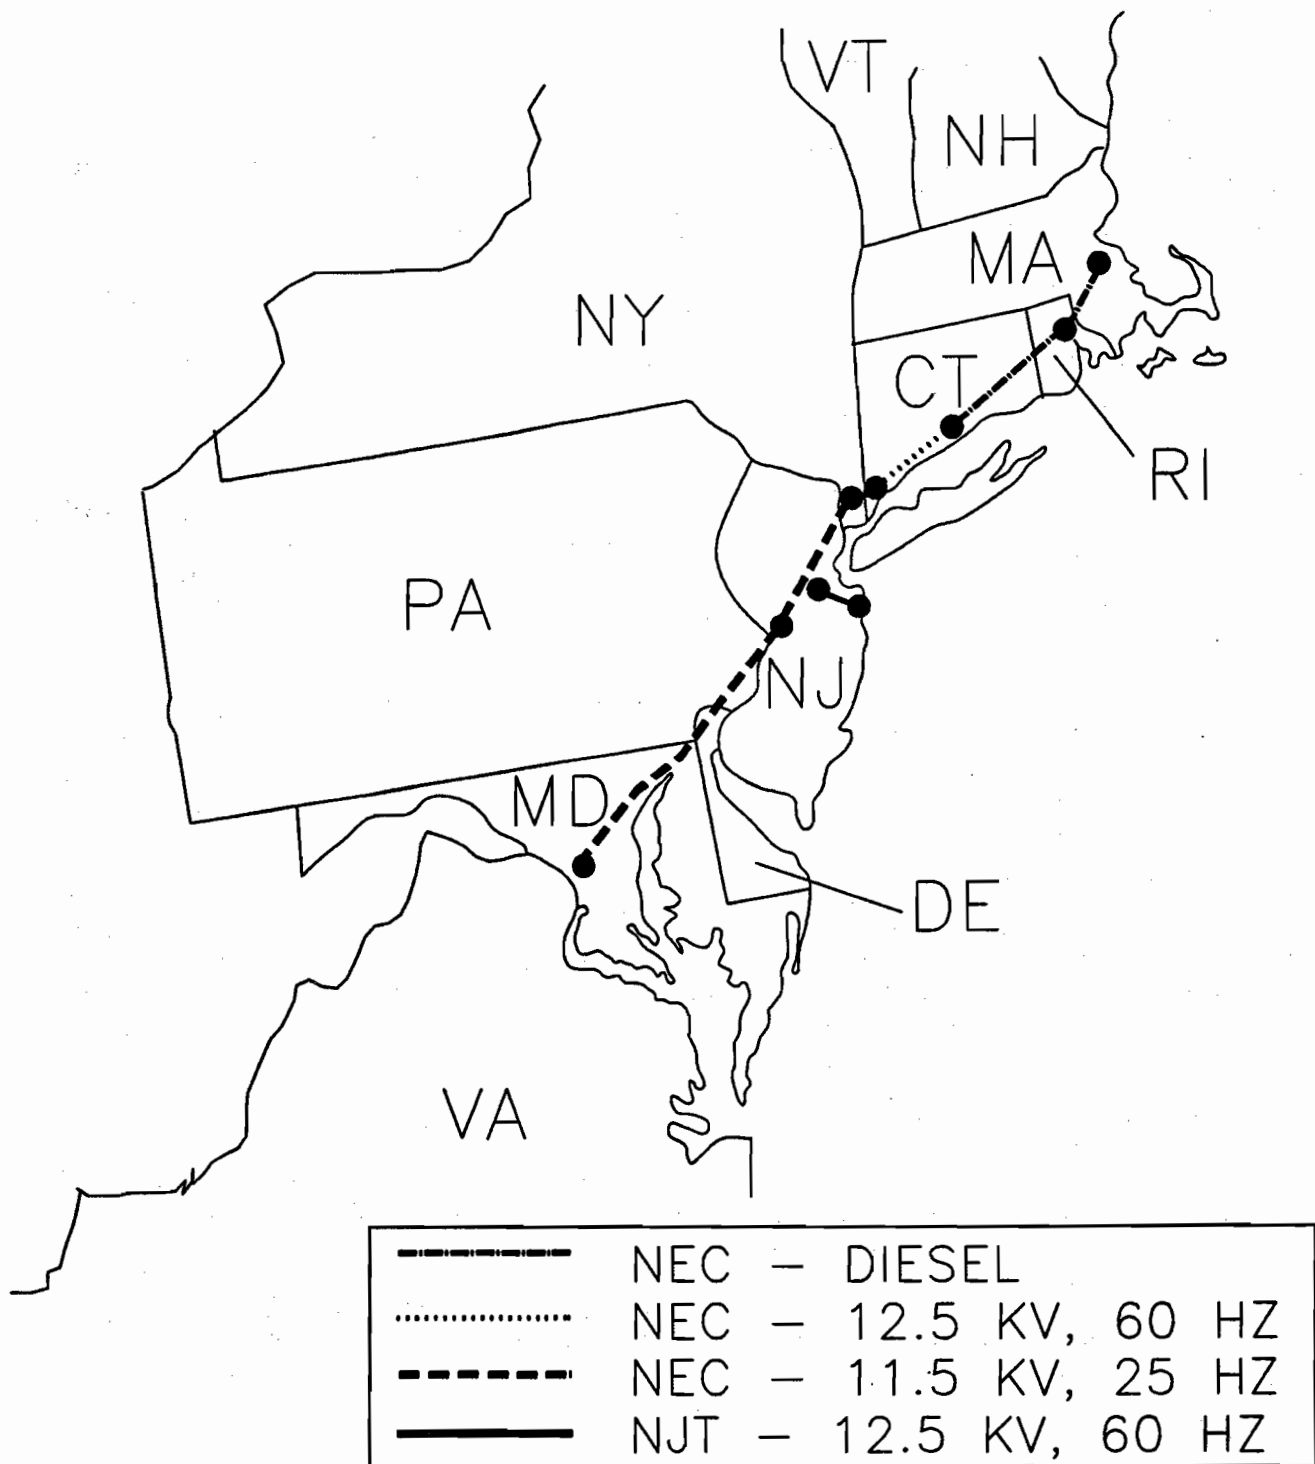 VT
NH
MA
NY
CT
RI
PA
NJ
MD
DE
VA
NEC – DIESEL
NEC – 12.5 KV, 60 HZ
NEC – 11.5 KV, 25 HZ
NJT – 12.5 KV, 60 HZ